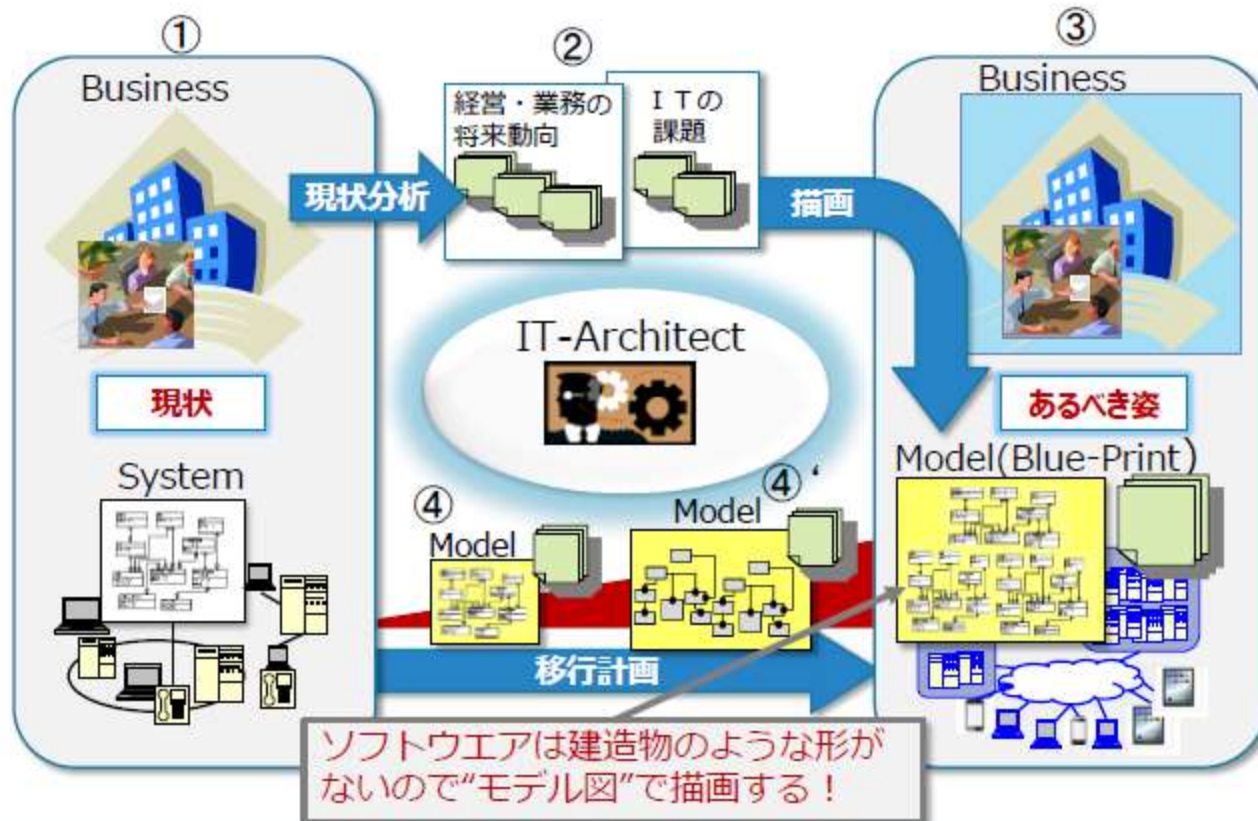 ①
Business
現状
System
現状分析
②
経営・業務の
将来動向
ＩＴの
課題
描画
IT-Architect
③
Business
あるべき姿
Model(Blue-Print)
④
Model
④‘
Model
移行計画
ソフトウエアは建造物のような形が
ないので“モデル図”で描画する！